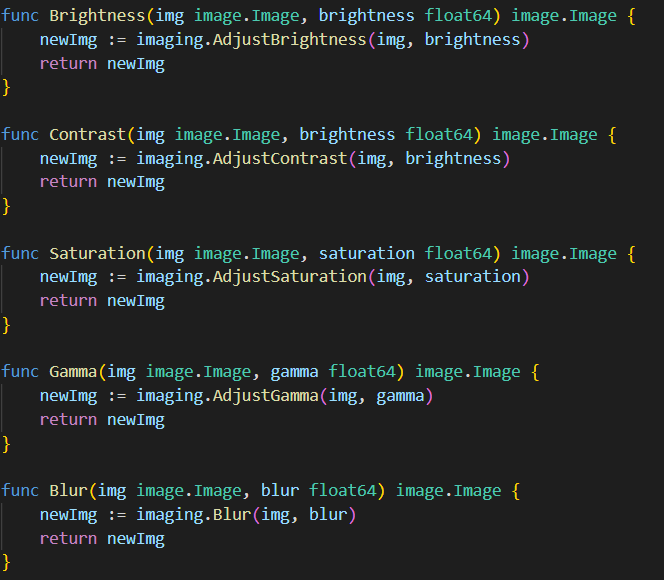 func Brightness(img image.Image, brightness float64) image.Image {
    newImg := imaging.AdjustBrightness(img, brightness)
    return newImg
}

func Contrast(img image.Image, brightness float64) image.Image {
    newImg := imaging.AdjustContrast(img, brightness)
    return newImg
}

func Saturation(img image.Image, saturation float64) image.Image {
    newImg := imaging.AdjustSaturation(img, saturation)
    return newImg
}

func Gamma(img image.Image, gamma float64) image.Image {
    newImg := imaging.AdjustGamma(img, gamma)
    return newImg
}

func Blur(img image.Image, blur float64) image.Image {
    newImg := imaging.Blur(img, blur)
    return newImg
}